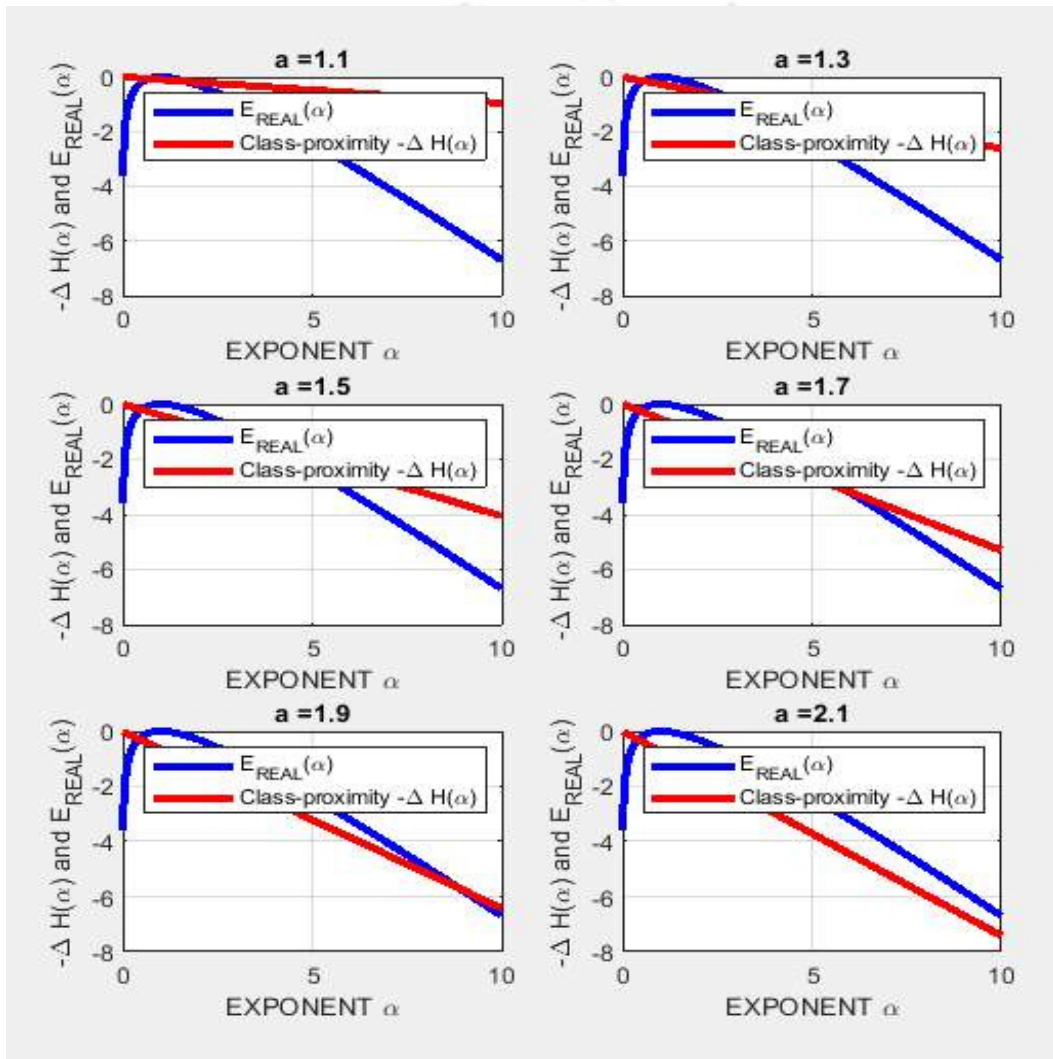 a =1.1
-Δ H(α) and E_REAL(α)
0
-2
-4
-6
-8
E_REAL(α)
Class-proximity -Δ H(α)
0 5 10
EXPONENT α
a =1.3
-Δ H(α) and E_REAL(α)
0
-2
-4
-6
-8
E_REAL(α)
Class-proximity -Δ H(α)
0 5 10
EXPONENT α
a =1.5
-Δ H(α) and E_REAL(α)
0
-2
-4
-6
-8
E_REAL(α)
Class-proximity -Δ H(α)
0 5 10
EXPONENT α
a =1.7
-Δ H(α) and E_REAL(α)
0
-2
-4
-6
-8
E_REAL(α)
Class-proximity -Δ H(α)
0 5 10
EXPONENT α
a =1.9
-Δ H(α) and E_REAL(α)
0
-2
-4
-6
-8
E_REAL(α)
Class-proximity -Δ H(α)
0 5 10
EXPONENT α
a =2.1
-Δ H(α) and E_REAL(α)
0
-2
-4
-6
-8
E_REAL(α)
Class-proximity -Δ H(α)
0 5 10
EXPONENT α